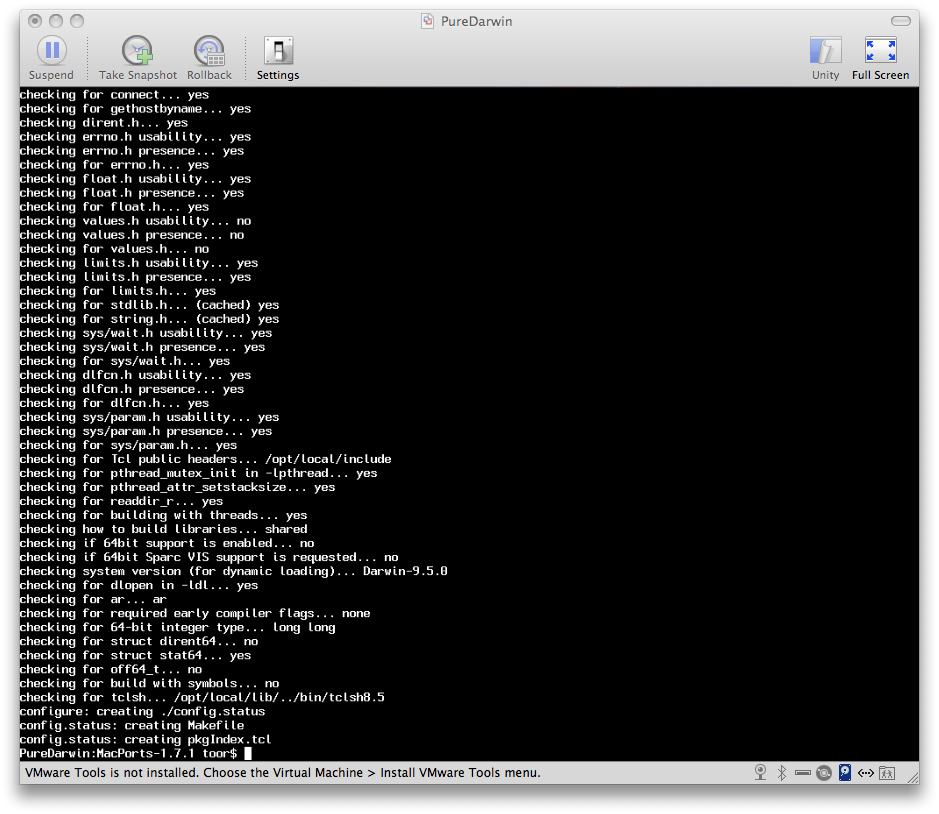 PureDarwin
Suspend
Take Snapshot
Rollback
Settings
Unity
Full Screen
checking for connect... yes
checking for gethostbyname... yes
checking dirent.h... yes
checking errno.h usability... yes
checking errno.h presence... yes
checking for errno.h... yes
checking float.h usability... yes
checking float.h presence... yes
checking for float.h... yes
checking values.h usability... no
checking values.h presence... no
checking for values.h... no
checking limits.h usability... yes
checking limits.h presence... yes
checking for limits.h... yes
checking for stdlib.h... (cached) yes
checking for string.h... (cached) yes
checking sys/wait.h usability... yes
checking sys/wait.h presence... yes
checking for sys/wait.h... yes
checking dlfcn.h usability... yes
checking dlfcn.h presence... yes
checking for dlfcn.h... yes
checking sys/param.h usability... yes
checking sys/param.h presence... yes
checking for sys/param.h... yes
checking for Tcl public headers... /opt/local/include
checking for pthread_mutex_init in -lpthread... yes
checking for pthread_attr_setstacksize... yes
checking for readdir_r... yes
checking for building with threads... yes
checking how to build libraries... shared
checking if 64bit support is enabled... no
checking if 64bit Sparc VIS support is requested... no
checking system version (for dynamic loading)... Darwin-9.5.0
checking for dlopen in -ldl... yes
checking for ar... ar
checking for required early compiler flags... none
checking for 64-bit integer type... long long
checking for struct dirent64... no
checking for struct stat64... yes
checking for off64_t... no
checking for build with symbols... no
checking for tclsh... /opt/local/lib/../bin/tclsh8.5
configure: creating ./config.status
config.status: creating Makefile
config.status: creating pkgIndex.tcl
PureDarwin:MacPorts-1.7.1 toor$
VMware Tools is not installed. Choose the Virtual Machine > Install VMware Tools menu.